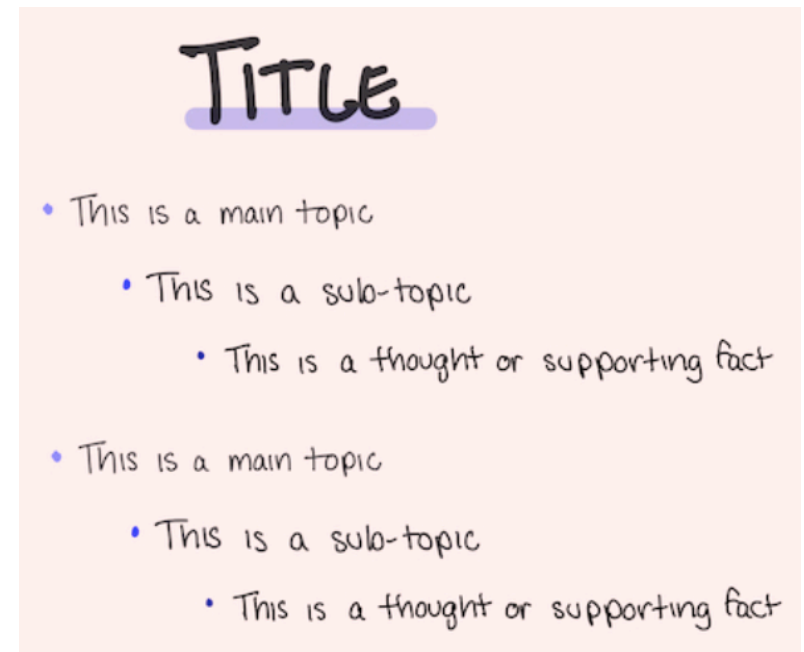 TITLE
• This is a main topic
• This is a sub-topic
• This is a thought or supporting fact
• This is a main topic
• This is a sub-topic
• This is a thought or supporting fact